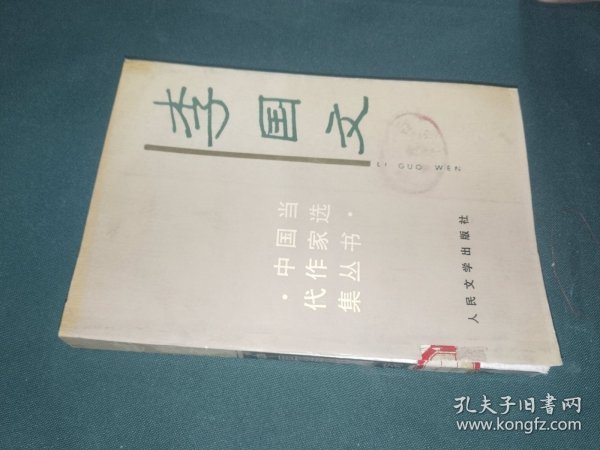 李国文
LI GUO WEN
·中国当
代作家选
集丛书·
人民文学出版社
孔夫子旧书网
www.kongfz.com